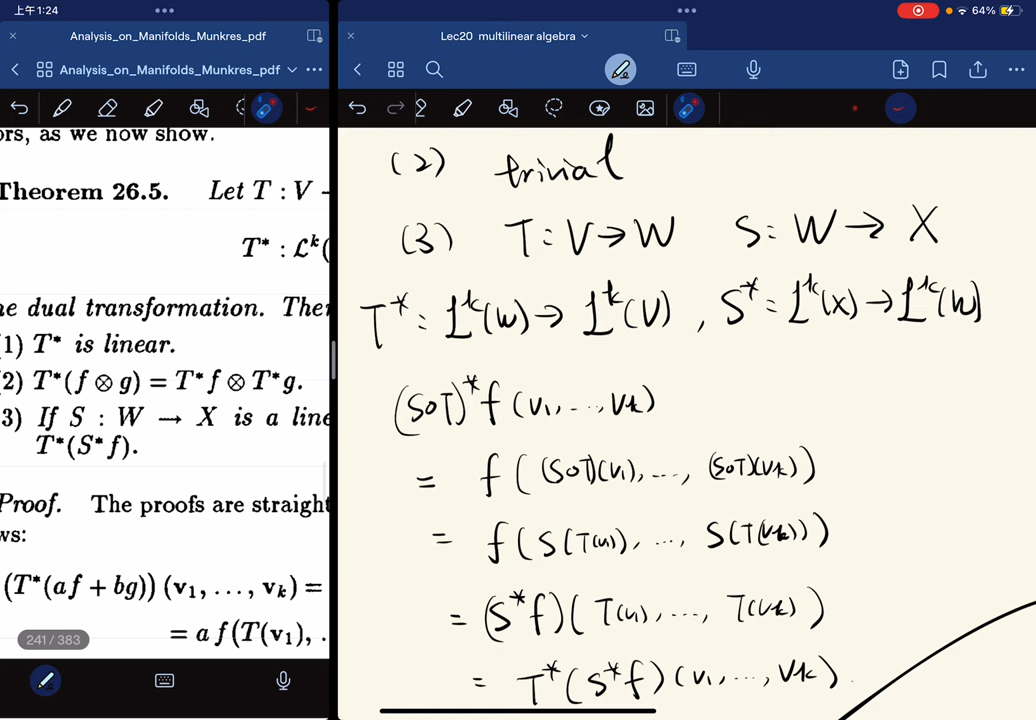 上午1:24
64%
Analysis_on_Manifolds_Munkres_pdf
Analysis_on_Manifolds_Munkres_pdf
ors, as we now show.
Theorem 26.5. Let T : V –
T* : ℒᵏ(
he dual transformation. Ther
1) T* is linear.
2) T*(f ⊗ g) = T*f ⊗ T*g.
3) If S : W → X is a line
T*(S*f).
Proof. The proofs are straight
ws:
(T*(af + bg))(v₁, ..., vₖ) =
= a f(T(v₁), .
241 / 383
Lec20 multilinear algebra
(2) trivial
(3) T : V → W S : W → X
T* : ℒᵏ(W) → ℒᵏ(V) , S* : ℒᵏ(X) → ℒᵏ(W)
(S∘T)* f (v₁, ..., vₖ)
= f ( (S∘T)(v₁), ..., (S∘T)(vₖ) )
= f ( S(T(v₁)), ..., S(T(vₖ)) )
= (S*f)( T(v₁), ..., T(vₖ) )
= T*(S*f)(v₁, ..., vₖ).